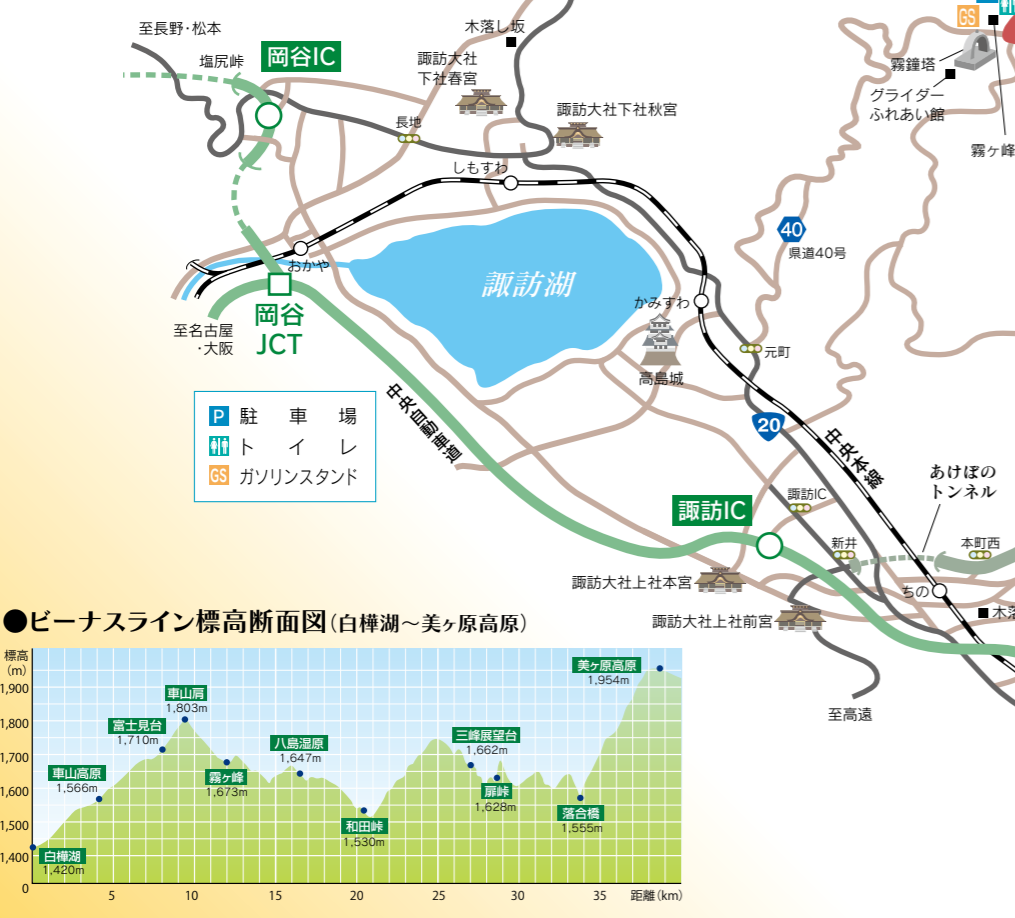 至長野・松本
塩尻峠
岡谷IC
木落し坂
諏訪大社
下社春宮
諏訪大社下社秋宮
長地
しもすわ
GS
霧鐘塔
グライダー
ふれあい館
霧ヶ峰
40
県道40号
おかや
諏訪湖
かみすわ
高島城
元町
岡谷
JCT
至名古屋
・大阪
P 駐車場
トイレ
GS ガソリンスタンド
中央自動車道
20
中央本線
あけぼの
トンネル
諏訪IC
諏訪IC
新井
本町西
諏訪大社上社本宮
ちの
諏訪大社上社前宮
木落
至高遠
●ビーナスライン標高断面図(白樺湖～美ヶ原高原)
標高
(m)
1,900
1,800
1,700
1,600
1,500
1,400
0
白樺湖
1,420m
車山高原
1,566m
富士見台
1,710m
車山肩
1,803m
霧ヶ峰
1,673m
八島湿原
1,647m
和田峠
1,530m
三峰展望台
1,662m
扉峠
1,628m
落合橋
1,555m
美ヶ原高原
1,954m
5 10 15 20 25 30 35 距離(km)